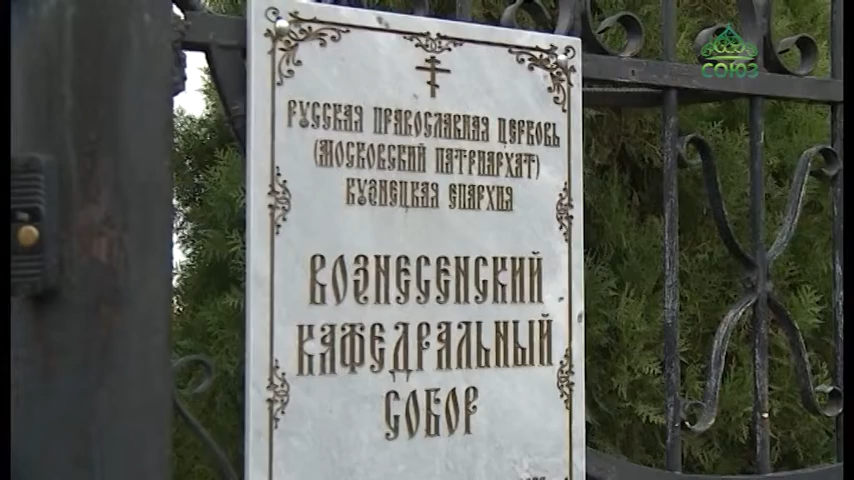 СОЮЗ
РУССКАЯ ПРАВОСЛАВНАЯ ЦЕРКОВЬ
(МОСКОВСКИЙ ПАТРИАРХАТ)
КУЗНЕЦКАЯ ЕПАРХИЯ
ВОЗНЕСЕНСКИЙ
КАФЕДРАЛЬНЫЙ
СОБОР